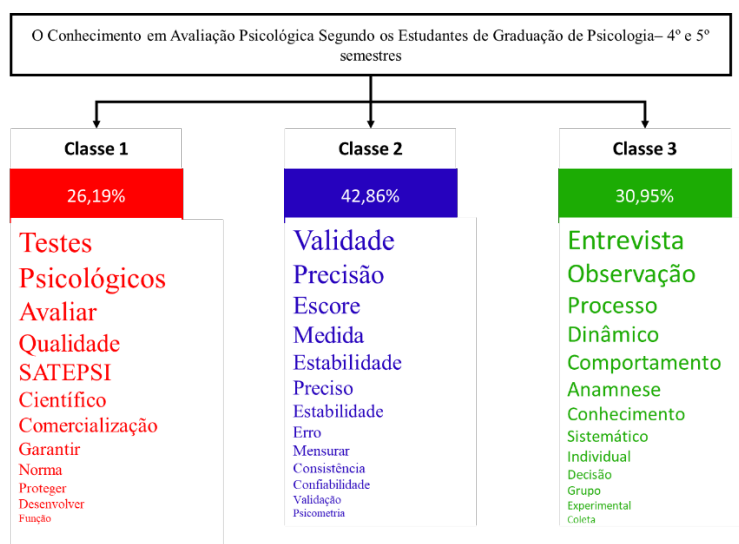 O Conhecimento em Avaliação Psicológica Segundo os Estudantes de Graduação de Psicologia– 4º e 5º
semestres
Classe 1
26,19%
Testes
Psicológicos
Avaliar
Qualidade
SATEPSI
Científico
Comercialização
Garantir
Norma
Proteger
Desenvolver
Função
Classe 2
42,86%
Validade
Precisão
Escore
Medida
Estabilidade
Preciso
Estabilidade
Erro
Mensurar
Consistência
Confiabilidade
Validação
Psicometria
Classe 3
30,95%
Entrevista
Observação
Processo
Dinâmico
Comportamento
Anamnese
Conhecimento
Sistemático
Individual
Decisão
Grupo
Experimental
Coleta